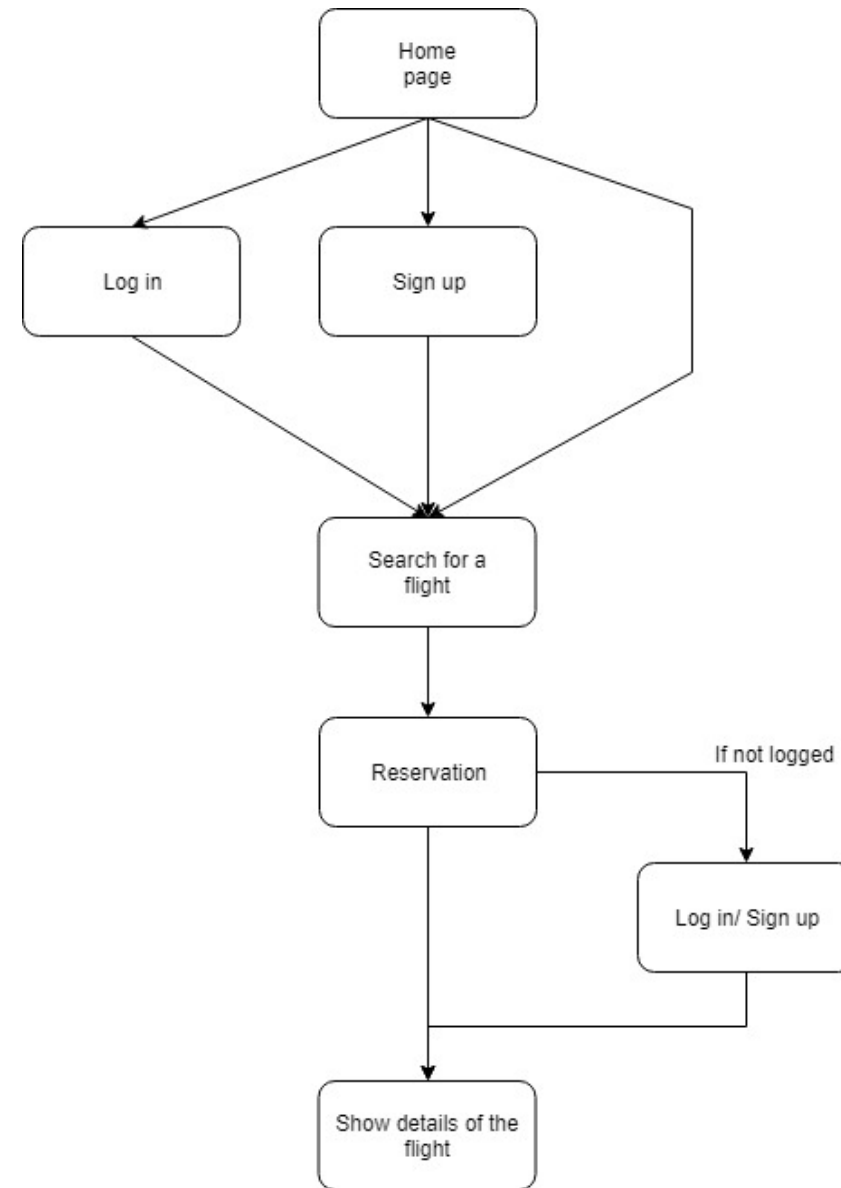 Home
page
Log in
Sign up
Search for a
flight
Reservation
If not logged
Log in/ Sign up
Show details of the
flight